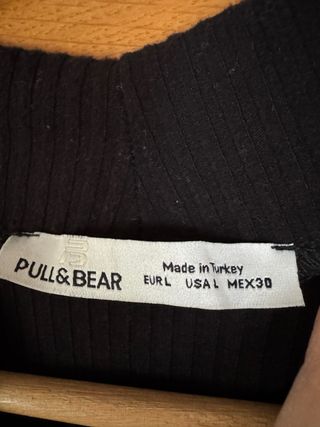 PULL&BEAR
Made in Turkey
EUR L USA L MEX 30